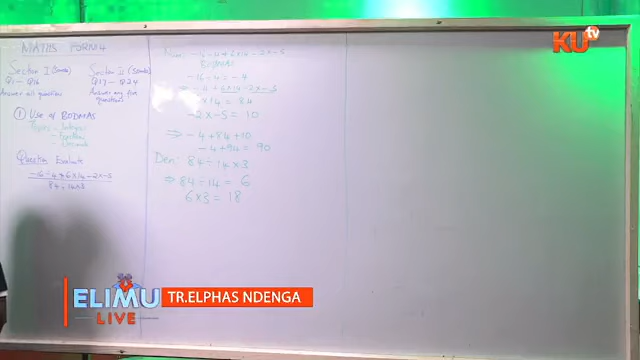 MATHS FORM 4
Section I (50mks)
Q1 — Q16
Answer all question
Section II (50mks)
Q17 — Q24
Answer any five
questions
① Use of BODMAS
- Integers
Question Evaluate
-16 ÷ 4 + 6 x 14 - 2 x -5
84 ÷ 14 x 3
Num:
BODMAS
-16 ÷ 4 = -4
x 14 = 84
-2 x -5 = 10
⇒ -4 + 84 + 10
-4 + 94 = 90
Den: 84 ÷ 14 x 3
⇒ 84 ÷ 14 = 6
6 x 3 = 18
KU tv
ELIMU
LIVE
TR.ELPHAS NDENGA